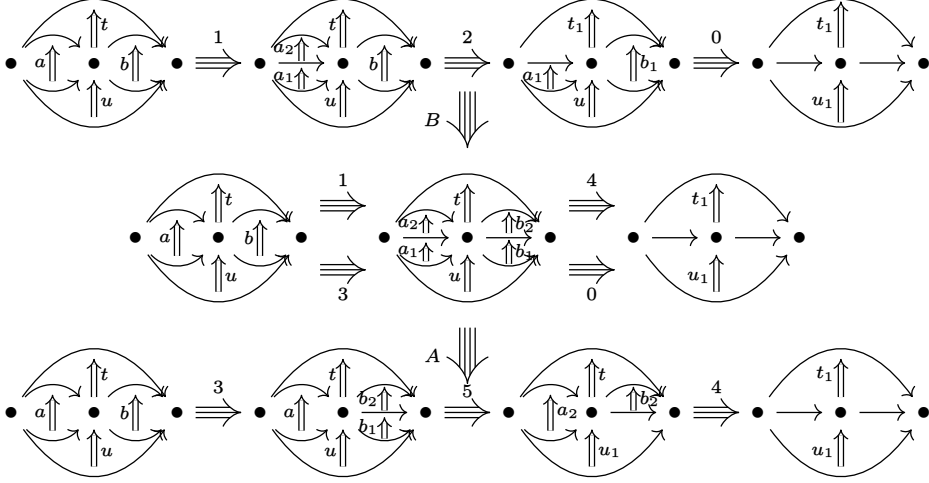 1 2 0
t t t₁ t₁
a b a₂ a₁ b a₁ b₁
u u u u₁
B
1 4
t t t₁
a b a₂ a₁ b₂ b₁
u u u₁
3 0
A
3 5 4
t t t t₁
a b a b₂ b₁ a₂ b₂
u u u₁ u₁